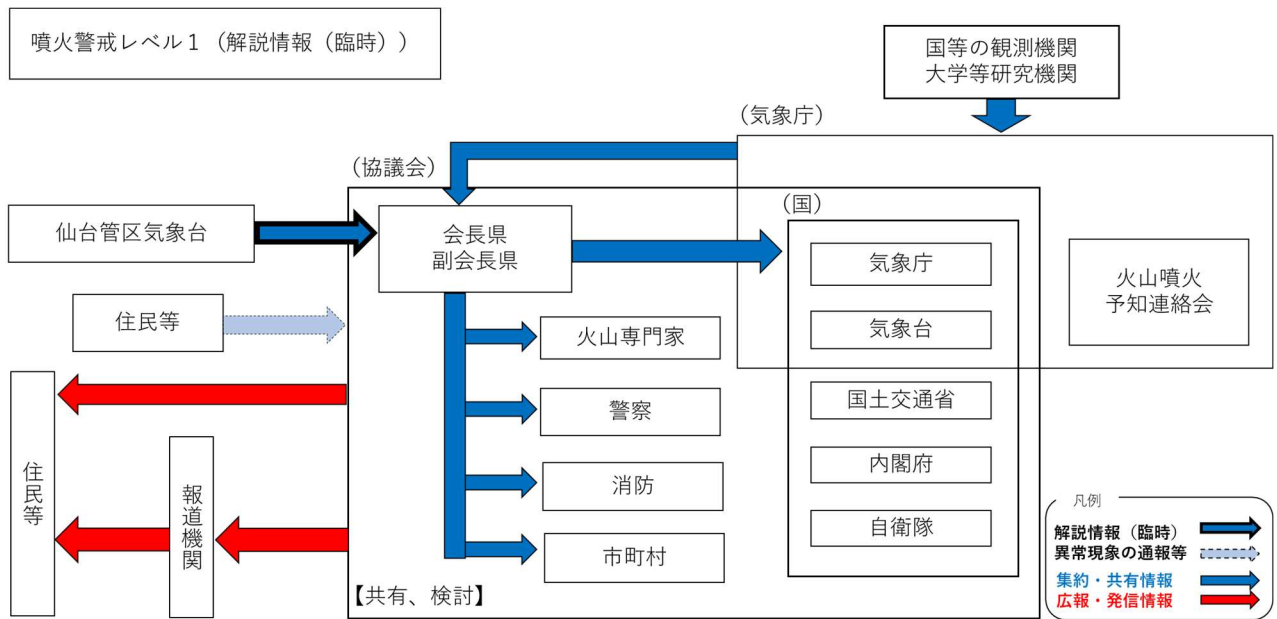 噴火警戒レベル１（解説情報（臨時））
国等の観測機関
大学等研究機関
（気象庁）
（協議会）
仙台管区気象台
会長県
副会長県
（国）
気象庁
火山噴火
予知連絡会
住民等
火山専門家
気象台
警察
国土交通省
住民等
報道機関
消防
内閣府
市町村
自衛隊
【共有、検討】
凡例
解説情報（臨時）
異常現象の通報等
集約・共有情報
広報・発信情報